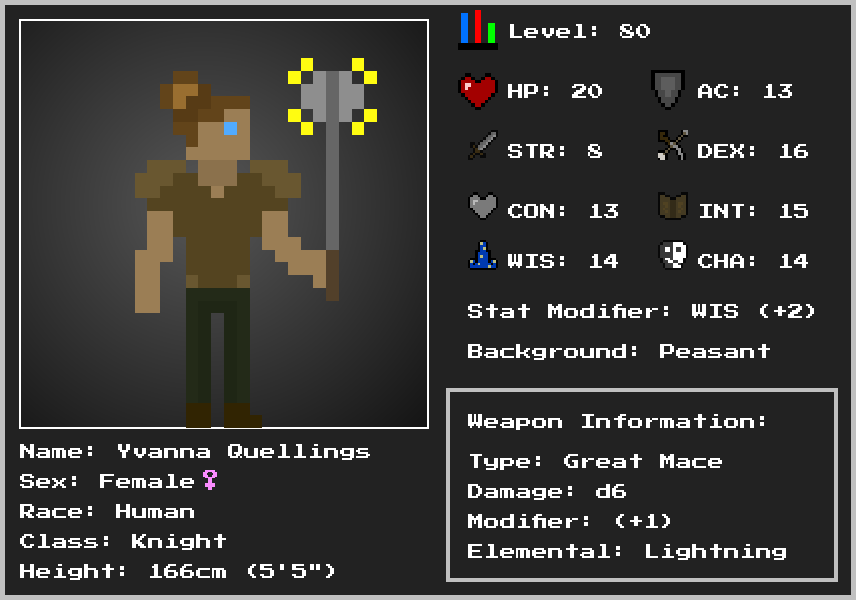 Level: 80
HP: 20 AC: 13
STR: 8 DEX: 16
CON: 13 INT: 15
WIS: 14 CHA: 14
Stat Modifier: WIS (+2)
Background: Peasant
Name: Yvanna Quellings
Sex: Female♀
Race: Human
Class: Knight
Height: 166cm (5'5")
Weapon Information:
Type: Great Mace
Damage: d6
Modifier: (+1)
Elemental: Lightning